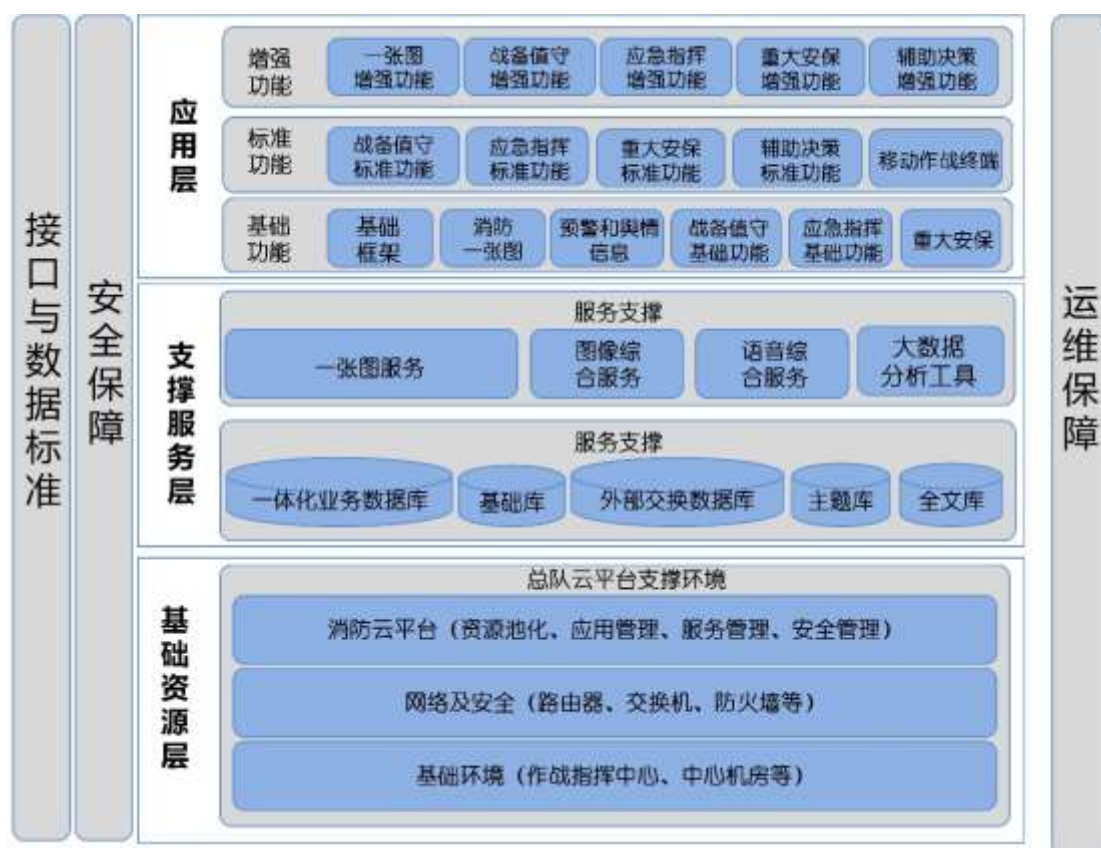 接口与数据标准
安全保障
应用层
增强
功能
一张图
增强功能
战备值守
增强功能
应急指挥
增强功能
重大安保
增强功能
辅助决策
增强功能
标准
功能
战备值守
标准功能
应急指挥
标准功能
重大安保
标准功能
辅助决策
标准功能
移动作战终端
基础
功能
基础
框架
消防
一张图
预警和舆情
信息
战备值守
基础功能
应急指挥
基础功能
重大安保
支撑服务层
服务支撑
一张图服务
图像综
合服务
语音综
合服务
大数据
分析工具
服务支撑
一体化业务数据库
基础库
外部交换数据库
主题库
全文库
基础资源层
总队云平台支撑环境
消防云平台（资源池化、应用管理、服务管理、安全管理）
网络及安全（路由器、交换机、防火墙等）
基础环境（作战指挥中心、中心机房等）
运维保障